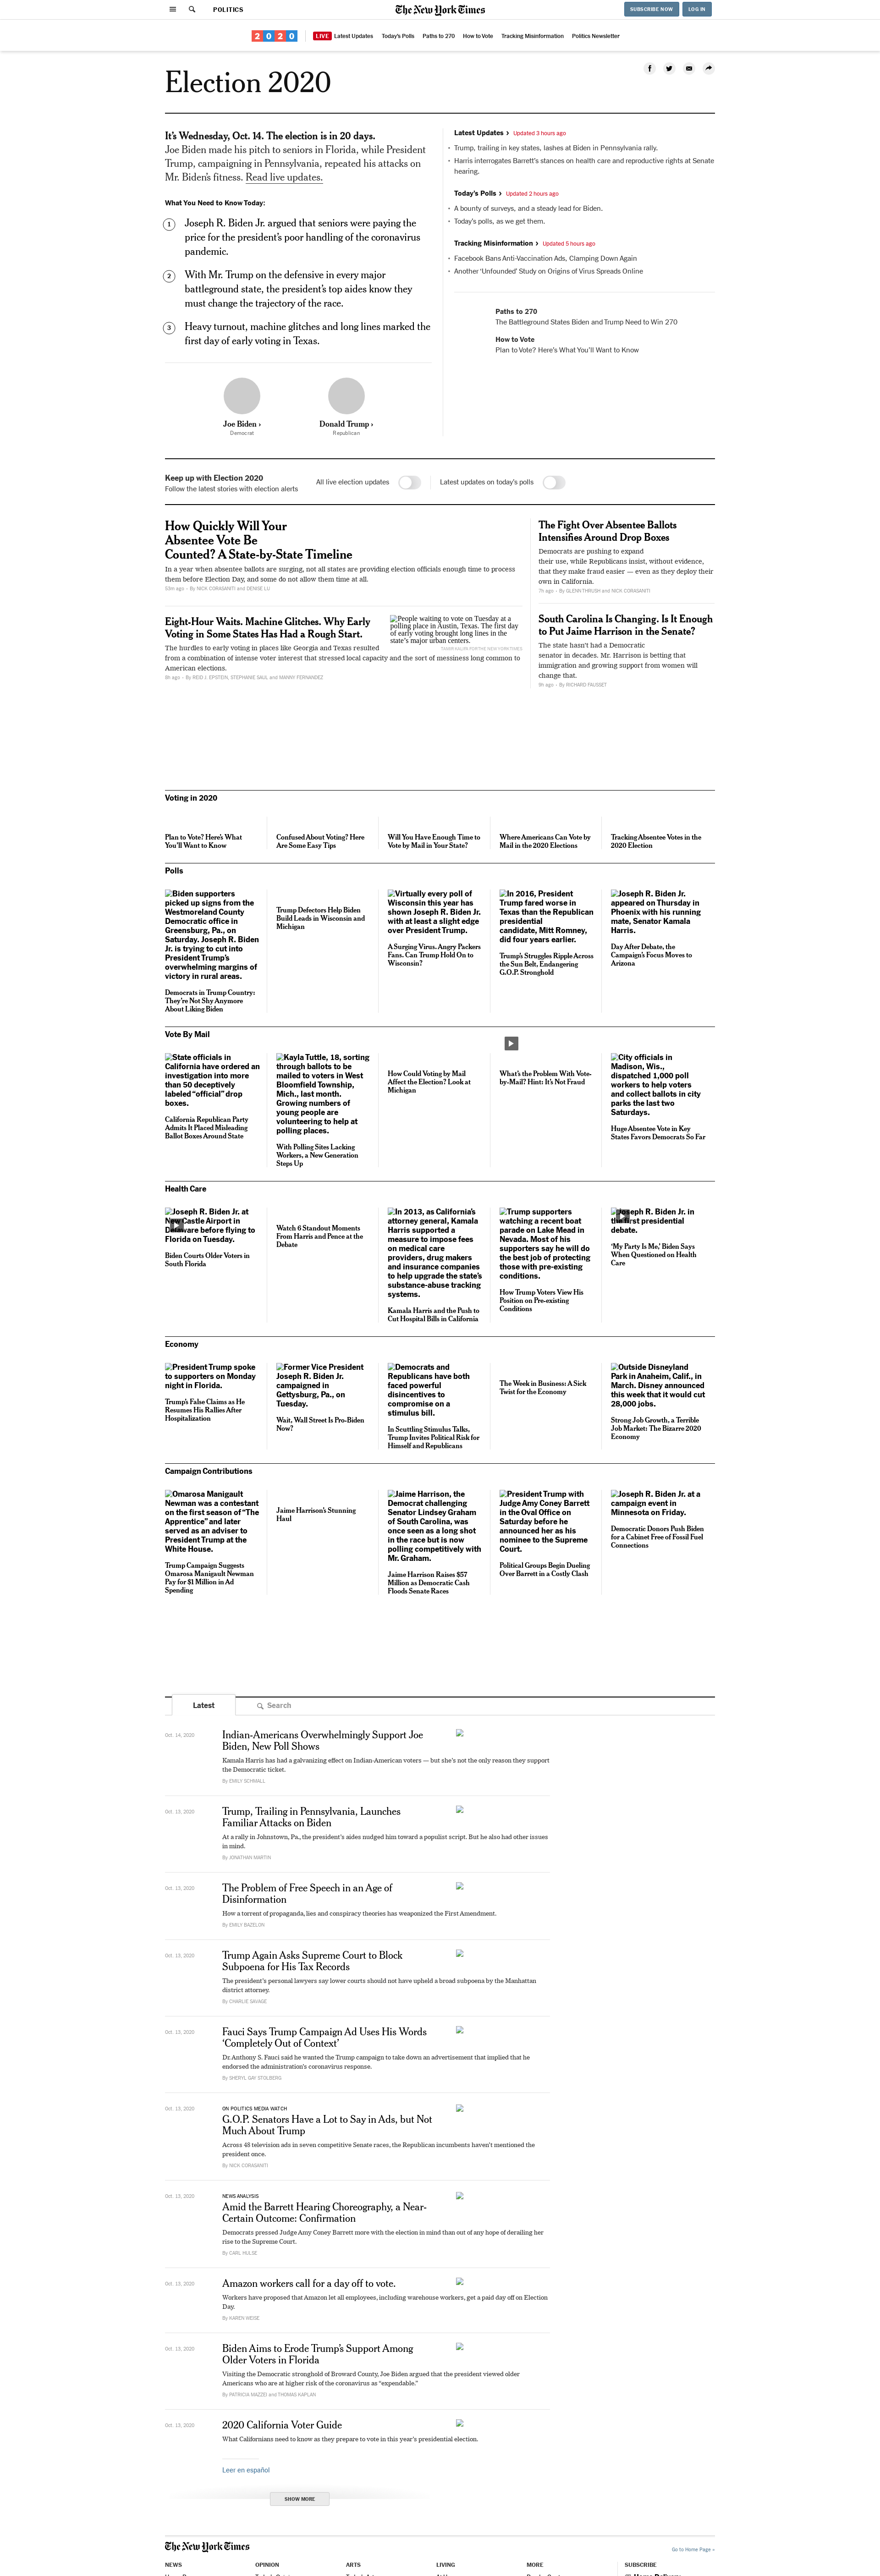 POLITICS
The New York Times
SUBSCRIBE NOW
LOG IN
2020
LIVE Latest Updates
Today's Polls
Paths to 270
How to Vote
Tracking Misinformation
Politics Newsletter
Election 2020
It's Wednesday, Oct. 14. The election is in 20 days.
Joe Biden made his pitch to seniors in Florida, while President
Trump, campaigning in Pennsylvania, repeated his attacks on
Mr. Biden's fitness. Read live updates.
What You Need to Know Today:
1
Joseph R. Biden Jr. argued that seniors were paying the
price for the president's poor handling of the coronavirus
pandemic.
2
With Mr. Trump on the defensive in every major
battleground state, the president's top aides know they
must change the trajectory of the race.
3
Heavy turnout, machine glitches and long lines marked the
first day of early voting in Texas.
Joe Biden ›
Democrat
Donald Trump ›
Republican
Latest Updates › Updated 3 hours ago
• Trump, trailing in key states, lashes at Biden in Pennsylvania rally.
• Harris interrogates Barrett's stances on health care and reproductive rights at Senate
hearing.
Today's Polls › Updated 2 hours ago
• A bounty of surveys, and a steady lead for Biden.
• Today's polls, as we get them.
Tracking Misinformation › Updated 5 hours ago
• Facebook Bans Anti-Vaccination Ads, Clamping Down Again
• Another 'Unfounded' Study on Origins of Virus Spreads Online
Paths to 270
The Battleground States Biden and Trump Need to Win 270
How to Vote
Plan to Vote? Here's What You'll Want to Know
Keep up with Election 2020
Follow the latest stories with election alerts
All live election updates
Latest updates on today's polls
How Quickly Will Your
Absentee Vote Be
Counted? A State-by-State Timeline
In a year when absentee ballots are surging, not all states are providing election officials enough time to process
them before Election Day, and some do not allow them time at all.
53m ago · By NICK CORASANITI and DENISE LU
Eight-Hour Waits. Machine Glitches. Why Early
Voting in Some States Has Had a Rough Start.
The hurdles to early voting in places like Georgia and Texas resulted
from a combination of intense voter interest that stressed local capacity and the sort of messiness long common to
American elections.
8h ago · By REID J. EPSTEIN, STEPHANIE SAUL and MANNY FERNANDEZ
People waiting to vote on Tuesday at a
polling place in Austin, Texas. The first day
of early voting brought long lines in the
state's major urban centers.
TAMIR KALIFA FOR THE NEW YORK TIMES
The Fight Over Absentee Ballots
Intensifies Around Drop Boxes
Democrats are pushing to expand
their use, while Republicans insist, without evidence,
that they make fraud easier — even as they deploy their
own in California.
7h ago · By GLENN THRUSH and NICK CORASANITI
South Carolina Is Changing. Is It Enough
to Put Jaime Harrison in the Senate?
The state hasn't had a Democratic
senator in decades. Mr. Harrison is betting that
immigration and growing support from women will
change that.
9h ago · By RICHARD FAUSSET
Voting in 2020
Plan to Vote? Here's What
You'll Want to Know
Confused About Voting? Here
Are Some Easy Tips
Will You Have Enough Time to
Vote by Mail in Your State?
Where Americans Can Vote by
Mail in the 2020 Elections
Tracking Absentee Votes in the
2020 Election
Polls
Biden supporters
picked up signs from the
Westmoreland County
Democratic office in
Greensburg, Pa., on
Saturday. Joseph R. Biden
Jr. is trying to cut into
President Trump's
overwhelming margins of
victory in rural areas.
Democrats in Trump Country:
They're Not Shy Anymore
About Liking Biden
Trump Defectors Help Biden
Build Leads in Wisconsin and
Michigan
Virtually every poll of
Wisconsin this year has
shown Joseph R. Biden Jr.
with at least a slight edge
over President Trump.
A Surging Virus. Angry Packers
Fans. Can Trump Hold On to
Wisconsin?
In 2016, President
Trump fared worse in
Texas than the Republican
presidential
candidate, Mitt Romney,
did four years earlier.
Trump's Struggles Ripple Across
the Sun Belt, Endangering
G.O.P. Stronghold
Joseph R. Biden Jr.
appeared on Thursday in
Phoenix with his running
mate, Senator Kamala
Harris.
Day After Debate, the
Campaign's Focus Moves to
Arizona
Vote By Mail
State officials in
California have ordered an
investigation into more
than 50 deceptively
labeled "official" drop
boxes.
California Republican Party
Admits It Placed Misleading
Ballot Boxes Around State
Kayla Tuttle, 18, sorting
through ballots to be
mailed to voters in West
Bloomfield Township,
Mich., last month.
Growing numbers of
young people are
volunteering to help at
polling places.
With Polling Sites Lacking
Workers, a New Generation
Steps Up
How Could Voting by Mail
Affect the Election? Look at
Michigan
What's the Problem With Vote-
by-Mail? Hint: It's Not Fraud
City officials in
Madison, Wis.,
dispatched 1,000 poll
workers to help voters
and collect ballots in city
parks the last two
Saturdays.
Huge Absentee Vote in Key
States Favors Democrats So Far
Health Care
Joseph R. Biden Jr. at
New Castle Airport in
Delaware before flying to
Florida on Tuesday.
Biden Courts Older Voters in
South Florida
Watch 6 Standout Moments
From Harris and Pence at the
Debate
In 2013, as California's
attorney general, Kamala
Harris supported a
measure to impose fees
on medical care
providers, drug makers
and insurance companies
to help upgrade the state's
substance-abuse tracking
systems.
Kamala Harris and the Push to
Cut Hospital Bills in California
Trump supporters
watching a recent boat
parade on Lake Mead in
Nevada. Most of his
supporters say he will do
the best job of protecting
those with pre-existing
conditions.
How Trump Voters View His
Position on Pre-existing
Conditions
Joseph R. Biden Jr. in
the first presidential
debate.
'My Party Is Me,' Biden Says
When Questioned on Health
Care
Economy
President Trump spoke
to supporters on Monday
night in Florida.
Trump's False Claims as He
Resumes His Rallies After
Hospitalization
Former Vice President
Joseph R. Biden Jr.
campaigned in
Gettysburg, Pa., on
Tuesday.
Wait, Wall Street Is Pro-Biden
Now?
Democrats and
Republicans have both
faced powerful
disincentives to
compromise on a
stimulus bill.
In Scuttling Stimulus Talks,
Trump Invites Political Risk for
Himself and Republicans
The Week in Business: A Sick
Twist for the Economy
Outside Disneyland
Park in Anaheim, Calif., in
March. Disney announced
this week that it would cut
28,000 jobs.
Strong Job Growth, a Terrible
Job Market: The Bizarre 2020
Economy
Campaign Contributions
Omarosa Manigault
Newman was a contestant
on the first season of "The
Apprentice" and later
served as an adviser to
President Trump at the
White House.
Trump Campaign Suggests
Omarosa Manigault Newman
Pay for $1 Million in Ad
Spending
Jaime Harrison's Stunning
Haul
Jaime Harrison, the
Democrat challenging
Senator Lindsey Graham
of South Carolina, was
once seen as a long shot
in the race but is now
polling competitively with
Mr. Graham.
Jaime Harrison Raises $57
Million as Democratic Cash
Floods Senate Races
President Trump with
Judge Amy Coney Barrett
in the Oval Office on
Saturday before he
announced her as his
nominee to the Supreme
Court.
Political Groups Begin Dueling
Over Barrett in a Costly Clash
Joseph R. Biden Jr. at a
campaign event in
Minnesota on Friday.
Democratic Donors Push Biden
for a Cabinet Free of Fossil Fuel
Connections
Latest
Search
Oct. 14, 2020
Indian-Americans Overwhelmingly Support Joe
Biden, New Poll Shows
Kamala Harris has had a galvanizing effect on Indian-American voters — but she's not the only reason they support
the Democratic ticket.
By EMILY SCHMALL
Oct. 13, 2020
Trump, Trailing in Pennsylvania, Launches
Familiar Attacks on Biden
At a rally in Johnstown, Pa., the president's aides nudged him toward a populist script. But he also had other issues
in mind.
By JONATHAN MARTIN
Oct. 13, 2020
The Problem of Free Speech in an Age of
Disinformation
How a torrent of propaganda, lies and conspiracy theories has weaponized the First Amendment.
By EMILY BAZELON
Oct. 13, 2020
Trump Again Asks Supreme Court to Block
Subpoena for His Tax Records
The president's personal lawyers say lower courts should not have upheld a broad subpoena by the Manhattan
district attorney.
By CHARLIE SAVAGE
Oct. 13, 2020
Fauci Says Trump Campaign Ad Uses His Words
'Completely Out of Context'
Dr. Anthony S. Fauci said he wanted the Trump campaign to take down an advertisement that implied that he
endorsed the administration's coronavirus response.
By SHERYL GAY STOLBERG
Oct. 13, 2020
ON POLITICS MEDIA WATCH
G.O.P. Senators Have a Lot to Say in Ads, but Not
Much About Trump
Across 48 television ads in seven competitive Senate races, the Republican incumbents haven't mentioned the
president once.
By NICK CORASANITI
Oct. 13, 2020
NEWS ANALYSIS
Amid the Barrett Hearing Choreography, a Near-
Certain Outcome: Confirmation
Democrats pressed Judge Amy Coney Barrett more with the election in mind than out of any hope of derailing her
rise to the Supreme Court.
By CARL HULSE
Oct. 13, 2020
Amazon workers call for a day off to vote.
Workers have proposed that Amazon let all employees, including warehouse workers, get a paid day off on Election
Day.
By KAREN WEISE
Oct. 13, 2020
Biden Aims to Erode Trump's Support Among
Older Voters in Florida
Visiting the Democratic stronghold of Broward County, Joe Biden argued that the president viewed older
Americans who are at higher risk of the coronavirus as "expendable."
By PATRICIA MAZZEI and THOMAS KAPLAN
Oct. 13, 2020
2020 California Voter Guide
What Californians need to know as they prepare to vote in this year's presidential election.
Leer en español
SHOW MORE
The New York Times
Go to Home Page »
NEWS
OPINION
ARTS
LIVING
MORE
SUBSCRIBE